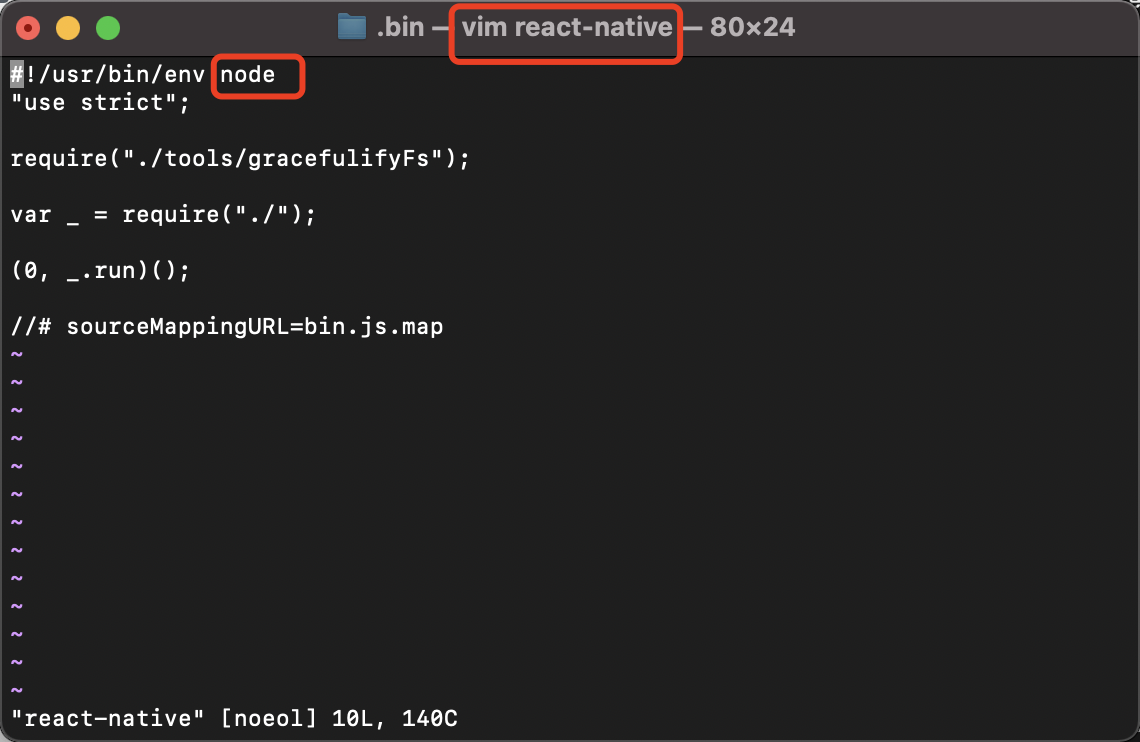 .bin — vim react-native — 80×24
#!/usr/bin/env node
"use strict";
require("./tools/gracefulifyFs");
var _ = require("./");
(0, _.run)();
//# sourceMappingURL=bin.js.map
~
~
~
~
~
~
~
~
~
~
~
~
~
"react-native" [noeol] 10L, 140C